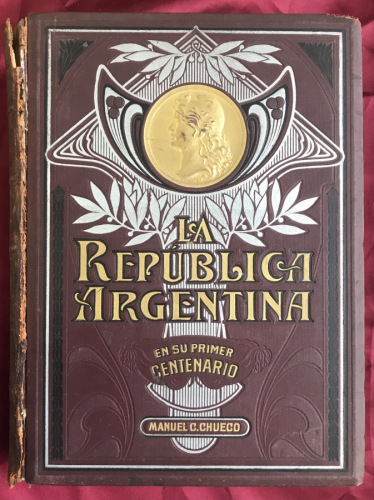 LA
REPÚBLICA
ARGENTINA
EN SU PRIMER
CENTENARIO
MANUEL C. CHUECO